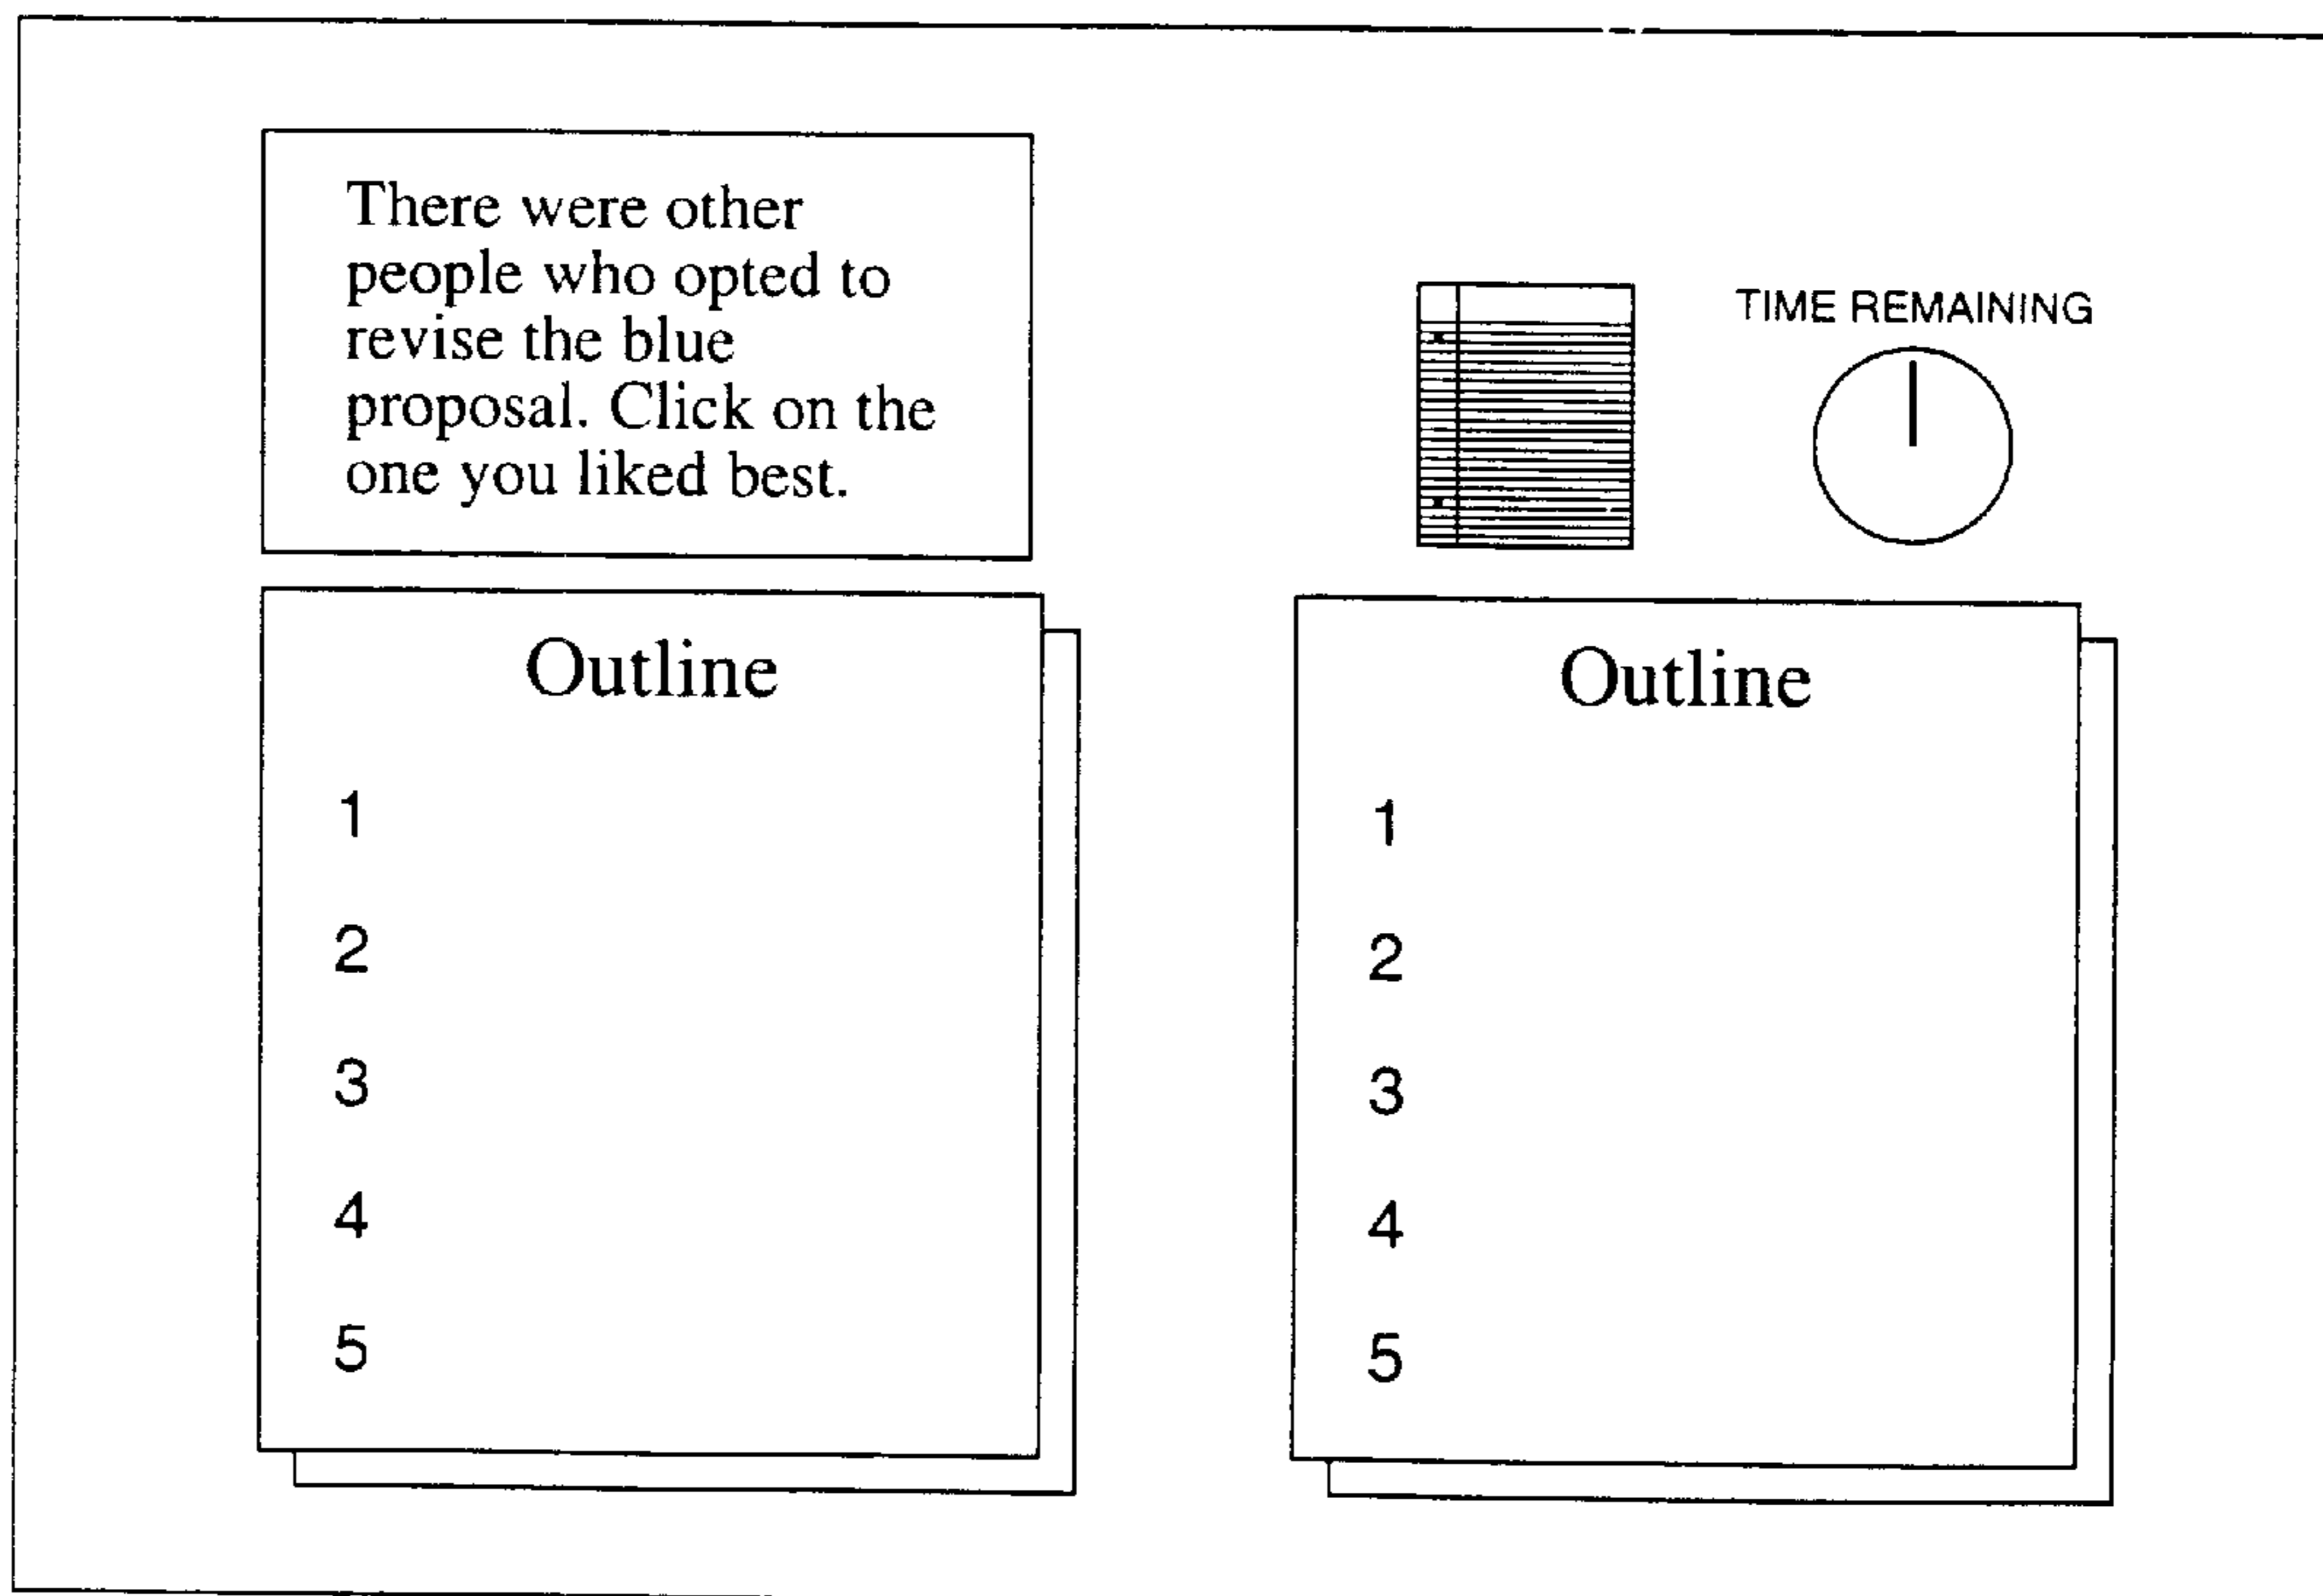 There were other
people who opted to
revise the blue
proposal. Click on the
one you liked best.
TIME REMAINING
Outline
1
2
3
4
5
Outline
1
2
3
4
5